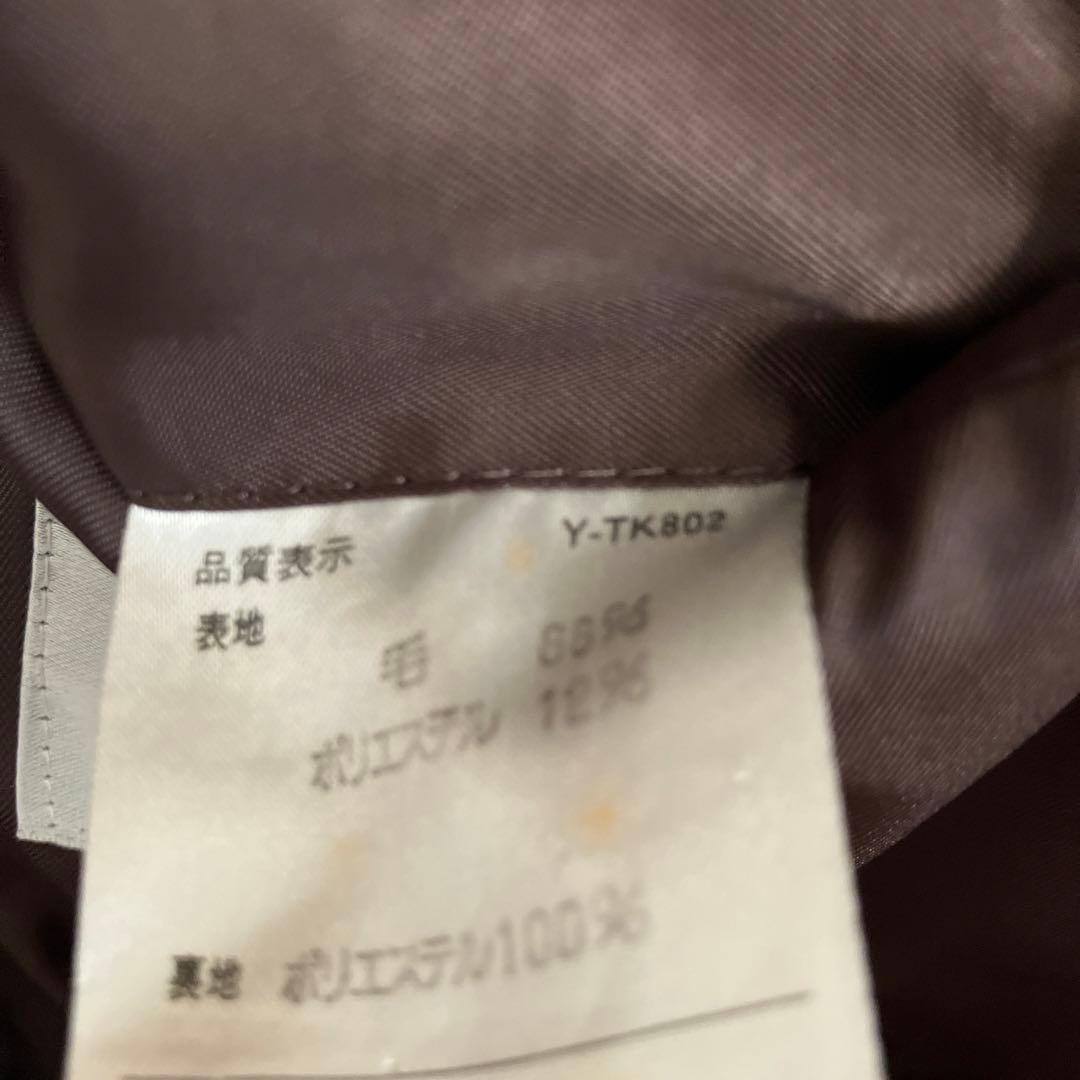 品質表示 Y-TK802
表地
毛 88%
ポリエステル 12%
裏地 ポリエステル100%